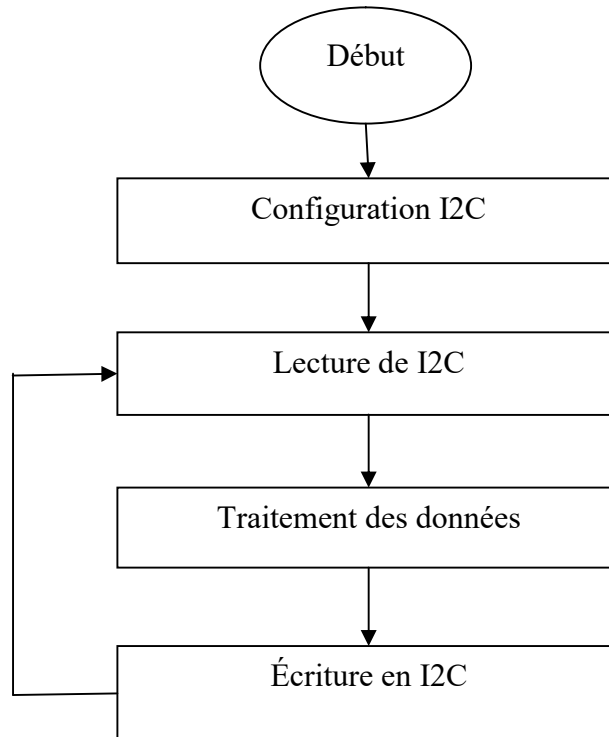 Début
Configuration I2C
Lecture de I2C
Traitement des données
Écriture en I2C